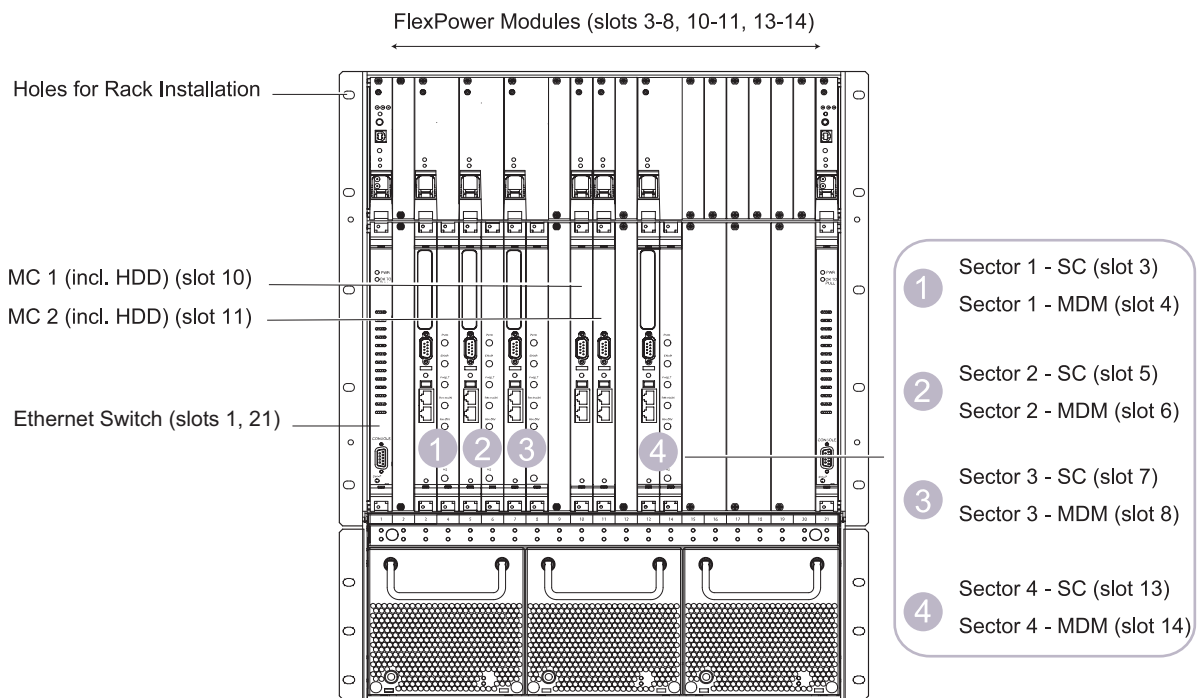 FlexPower Modules (slots 3-8, 10-11, 13-14)
Holes for Rack Installation
MC 1 (incl. HDD) (slot 10)
MC 2 (incl. HDD) (slot 11)
Ethernet Switch (slots 1, 21)
CONSOLE
1
2
3
4
1
Sector 1 - SC (slot 3)
Sector 1 - MDM (slot 4)
2
Sector 2 - SC (slot 5)
Sector 2 - MDM (slot 6)
3
Sector 3 - SC (slot 7)
Sector 3 - MDM (slot 8)
4
Sector 4 - SC (slot 13)
Sector 4 - MDM (slot 14)